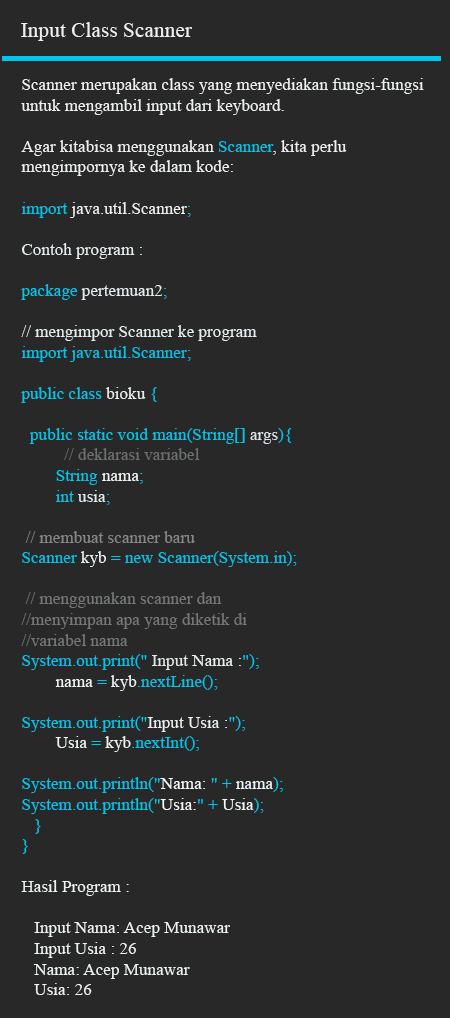 Input Class Scanner
Scanner merupakan class yang menyediakan fungsi-fungsi
untuk mengambil input dari keyboard.
Agar kitabisa menggunakan Scanner, kita perlu
mengimpornya ke dalam kode:
import java.util.Scanner;
Contoh program :
package pertemuan2;
// mengimpor Scanner ke program
import java.util.Scanner;
public class bioku {
public static void main(String[] args){
// deklarasi variabel
String nama;
int usia;
// membuat scanner baru
Scanner kyb = new Scanner(System.in);
// menggunakan scanner dan
//menyimpan apa yang diketik di
//variabel nama
System.out.print(" Input Nama :");
nama = kyb.nextLine();
System.out.print("Input Usia :");
Usia = kyb.nextInt();
System.out.println("Nama: " + nama);
System.out.println("Usia:" + Usia);
}
}
Hasil Program :
Input Nama: Acep Munawar
Input Usia : 26
Nama: Acep Munawar
Usia: 26